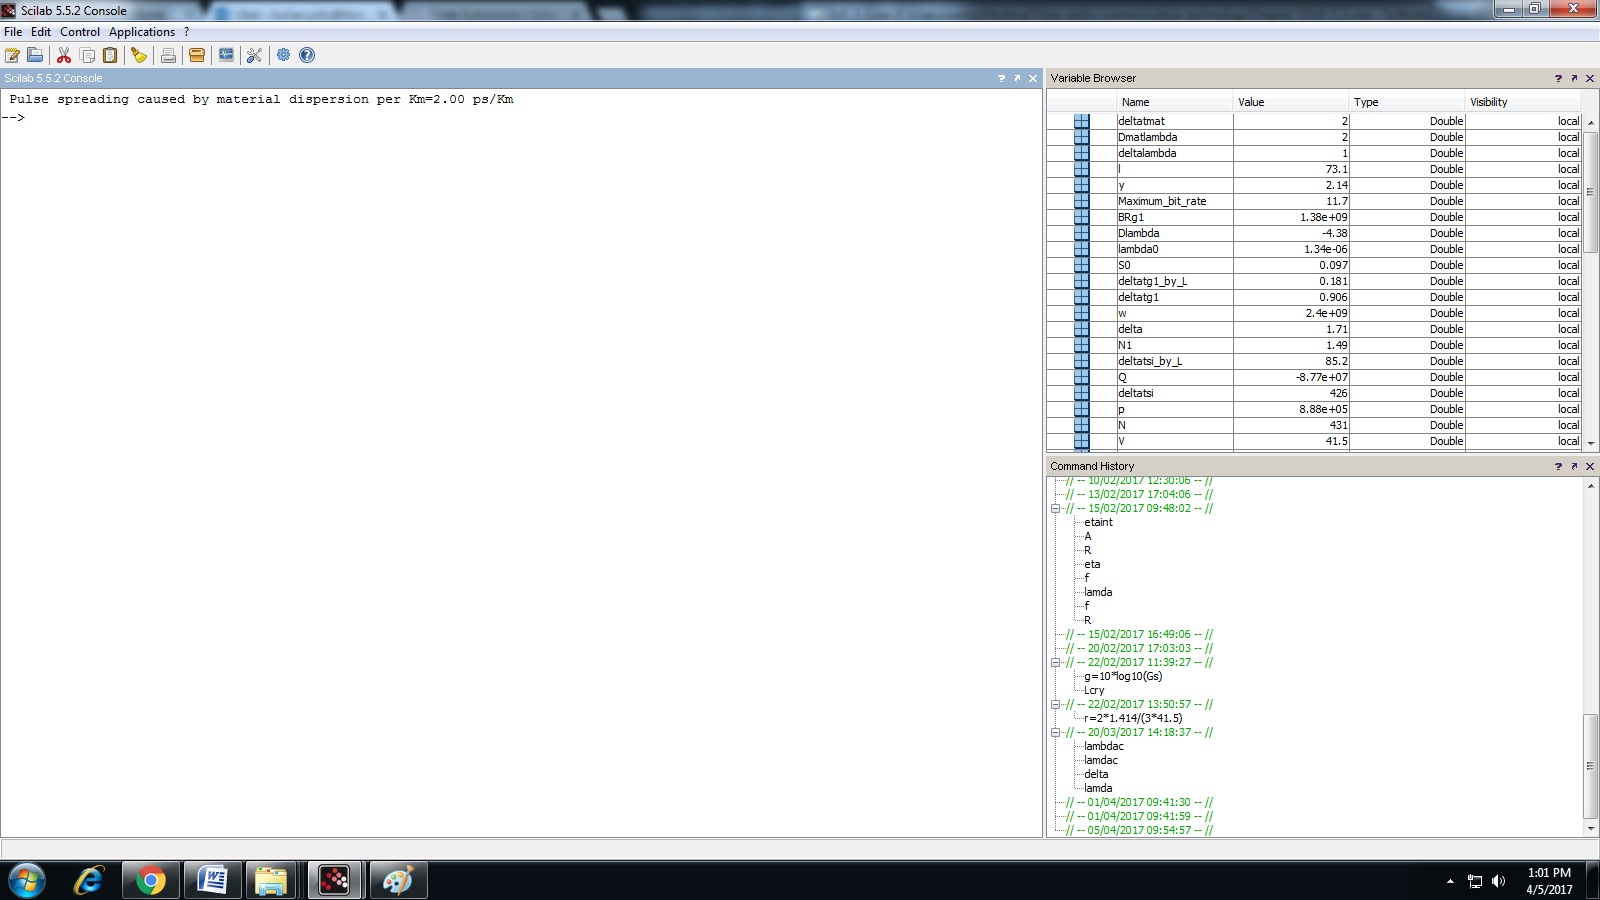 Scilab 5.5.2 Console
File Edit Control Applications ?
Scilab 5.5.2 Console
Pulse spreading caused by material dispersion per Km=2.00 ps/Km
-->
Variable Browser
Name Value Type Visibility
deltatmat 2 Double local
Dmatlambda 2 Double local
deltalambda 1 Double local
l 73.1 Double local
y 2.14 Double local
Maximum_bit_rate 11.7 Double local
BRg1 1.38e+09 Double local
Dlambda -4.38 Double local
lambda0 1.34e-06 Double local
S0 0.097 Double local
deltatg1_by_L 0.181 Double local
deltatg1 0.906 Double local
w 2.4e+09 Double local
delta 1.71 Double local
N1 1.49 Double local
deltatsi_by_L 85.2 Double local
Q -8.77e+07 Double local
deltatsi 426 Double local
p 8.88e+05 Double local
N 431 Double local
V 41.5 Double local
Command History
// -- 10/02/2017 12:30:06 -- //
// -- 13/02/2017 17:04:06 -- //
// -- 15/02/2017 09:48:02 -- //
etaint
A
R
eta
f
lamda
f
R
// -- 15/02/2017 16:49:06 -- //
// -- 20/02/2017 17:03:03 -- //
// -- 22/02/2017 11:39:27 -- //
g=10*log10(Gs)
Lcry
// -- 22/02/2017 13:50:57 -- //
r=2*1.414/(3*41.5)
// -- 20/03/2017 14:18:37 -- //
lambdac
lamdac
delta
lamda
// -- 01/04/2017 09:41:30 -- //
// -- 01/04/2017 09:41:59 -- //
// -- 05/04/2017 09:54:57 -- //
1:01 PM
4/5/2017